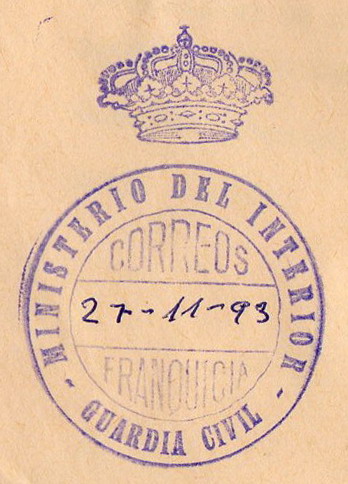 MINISTERIO DEL INTERIOR
CORREOS
27-11-93
FRANQUICIA
- GUARDIA CIVIL -